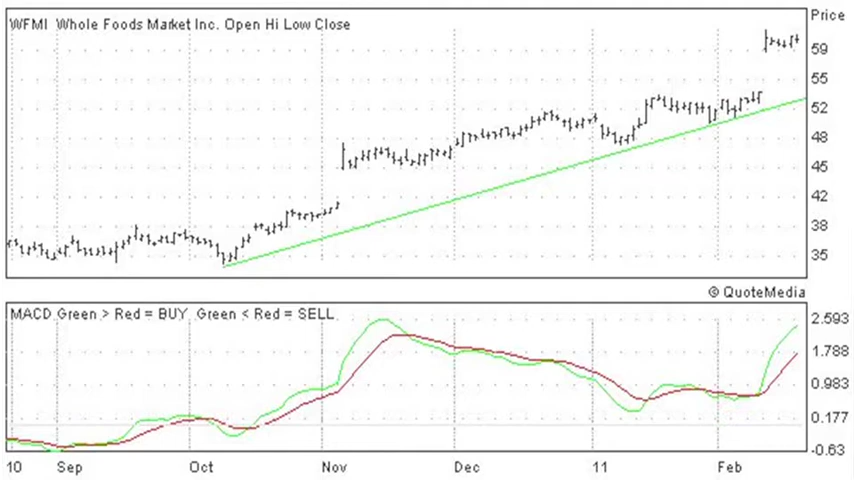 WFMI Whole Foods Market Inc. Open Hi Low Close
Price
59
55
52
48
45
42
38
35
© QuoteMedia
MACD Green > Red = BUY Green < Red = SELL
2.593
1.788
0.983
0.177
-0.63
10 Sep Oct Nov Dec 11 Feb